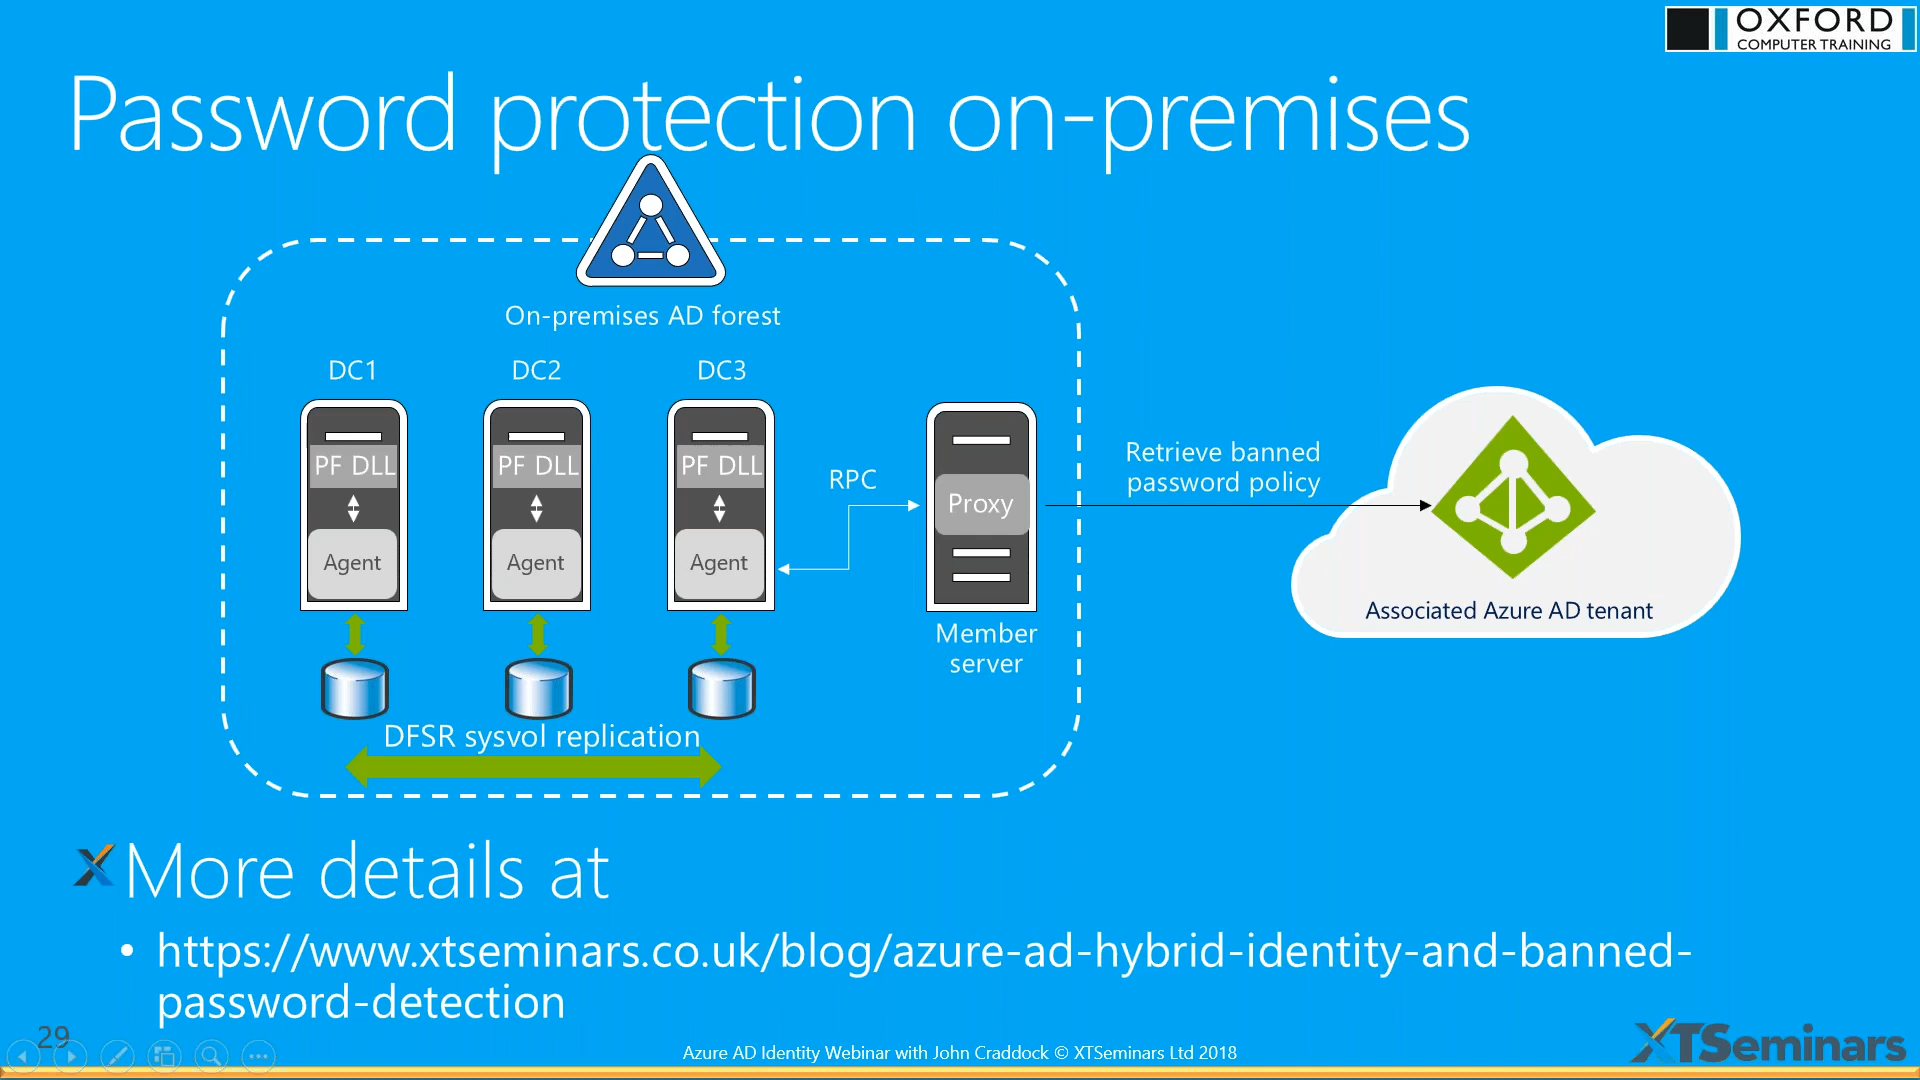 OXFORD
COMPUTER TRAINING
Password protection on-premises
On-premises AD forest
DC1
DC2
DC3
PF DLL
PF DLL
PF DLL
Agent
Agent
Agent
RPC
Proxy
Member
server
DFSR sysvol replication
Retrieve banned
password policy
Associated Azure AD tenant
More details at
• https://www.xtseminars.co.uk/blog/azure-ad-hybrid-identity-and-banned-
password-detection
29
Azure AD Identity Webinar with John Craddock © XTSeminars Ltd 2018
XTSeminars